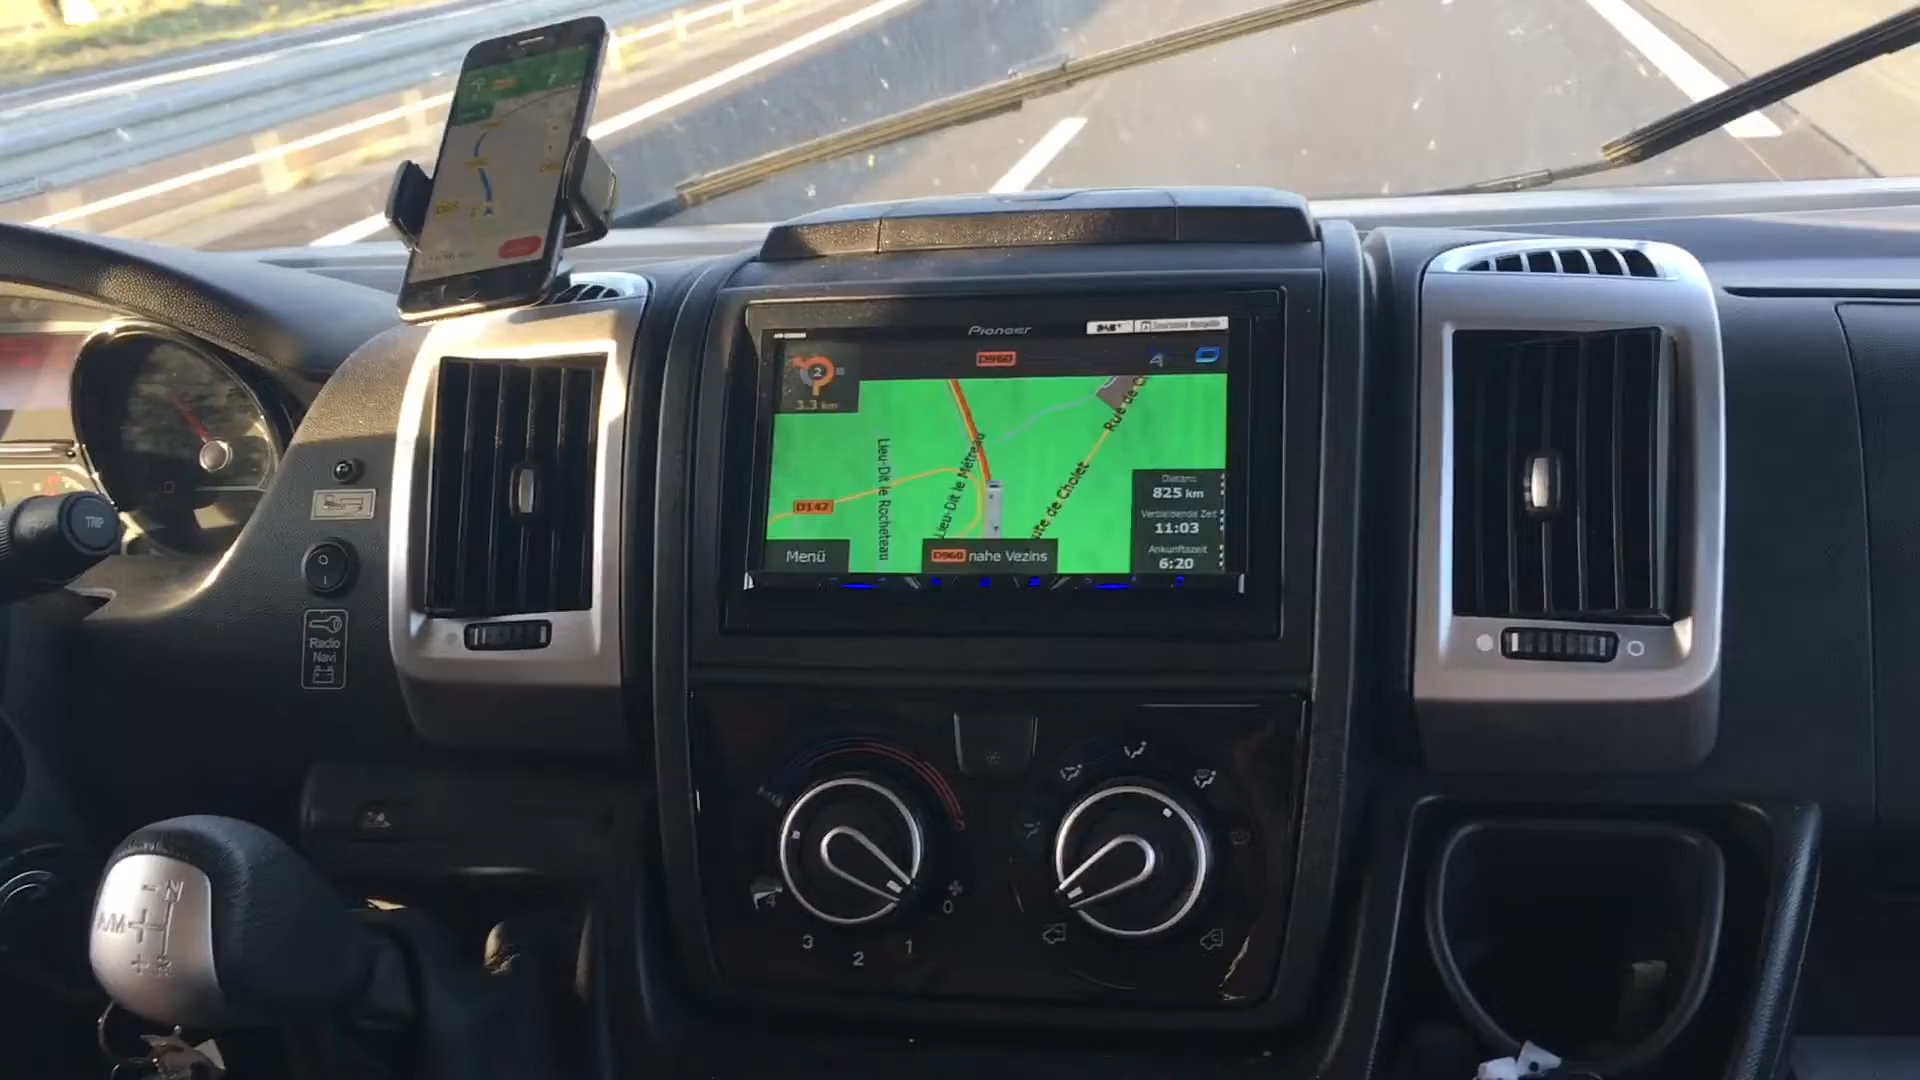 Pioneer
D960
2
3.3 km
Rue de C
Lieu-Dit le Rocheteau
Lieu-Dit le Métreau
ite de Cholet
D147
Distanz
825 km
Verbleibende Zeit
11:03
Ankunftszeit
6:20
Menü
D960 nahe Vezins
TRIP
Radio
Navi
N
A/M
+
R
4
3
2
1
0